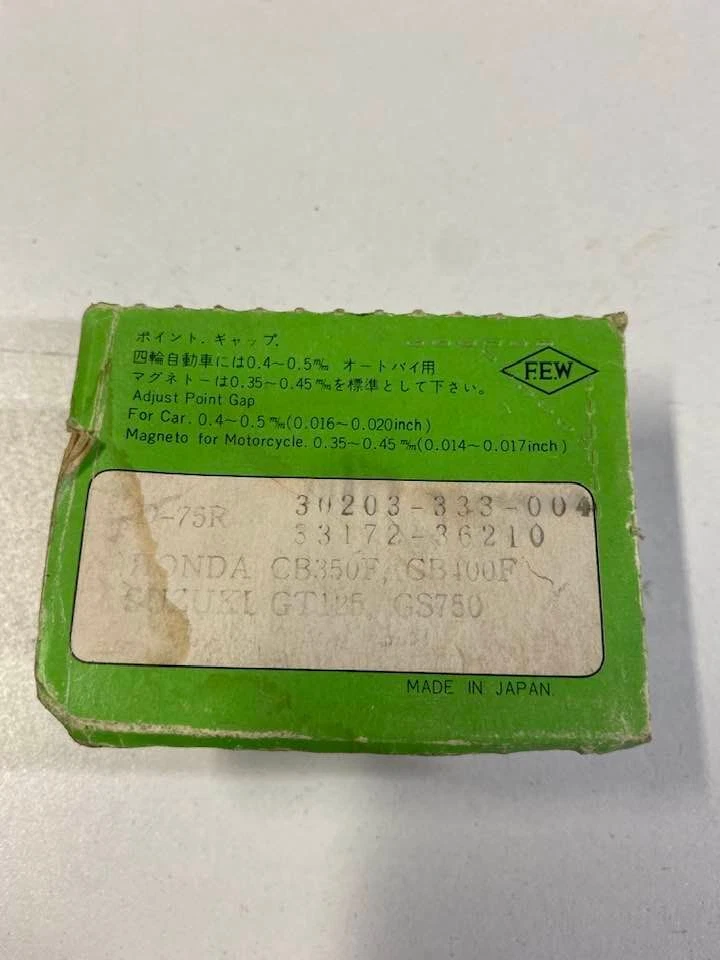 ポイント.ギャップ.
四輪自動車には0.4～0.5㎜ オートバイ用
マグネトーは0.35～0.45㎜を標準として下さい。
Adjust Point Gap
For Car. 0.4～0.5㎜(0.016～0.020inch)
Magneto for Motorcycle. 0.35～0.45㎜(0.014～0.017inch)
F.E.W
-75R 30203-333-004
33172-36210
HONDA CB350F, CB400F
SUZUKI GT125, GS750
MADE IN JAPAN.